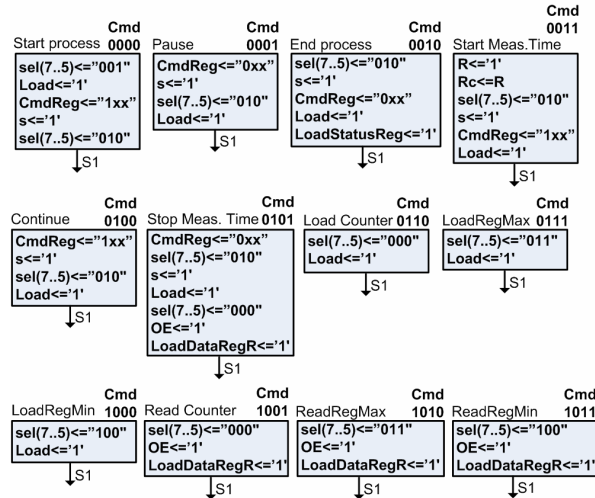 Cmd
Start process 0000
sel(7..5)<="001"
Load<='1'
CmdReg<="1xx"
s<='1'
sel(7..5)<="010"
S1
Cmd
Pause 0001
CmdReg<="0xx"
s<='1'
sel(7..5)<="010"
Load<='1'
S1
Cmd
End process 0010
sel(7..5)<="010"
s<='1'
CmdReg<="0xx"
Load<='1'
LoadStatusReg<='1'
S1
Cmd
0011
Start Meas.Time
R<='1'
Rc<=R
sel(7..5)<="010"
s<='1'
CmdReg<="1xx"
Load<='1'
S1
Cmd
Continue 0100
CmdReg<="1xx"
s<='1'
sel(7..5)<="010"
Load<='1'
S1
Cmd
Stop Meas. Time 0101
CmdReg<="0xx"
sel(7..5)<="010"
s<='1'
Load<='1'
sel(7..5)<="000"
OE<='1'
LoadDataRegR<='1'
S1
Cmd
Load Counter 0110
sel(7..5)<="000"
Load<='1'
S1
Cmd
LoadRegMax 0111
sel(7..5)<="011"
Load<='1'
S1
Cmd
LoadRegMin 1000
sel(7..5)<="100"
Load<='1'
S1
Cmd
Read Counter 1001
sel(7..5)<="000"
OE<='1'
LoadDataRegR<='1'
S1
Cmd
ReadRegMax 1010
sel(7..5)<="011"
OE<='1'
LoadDataRegR<='1'
S1
Cmd
ReadRegMin 1011
sel(7..5)<="100"
OE<='1'
LoadDataRegR<='1'
S1